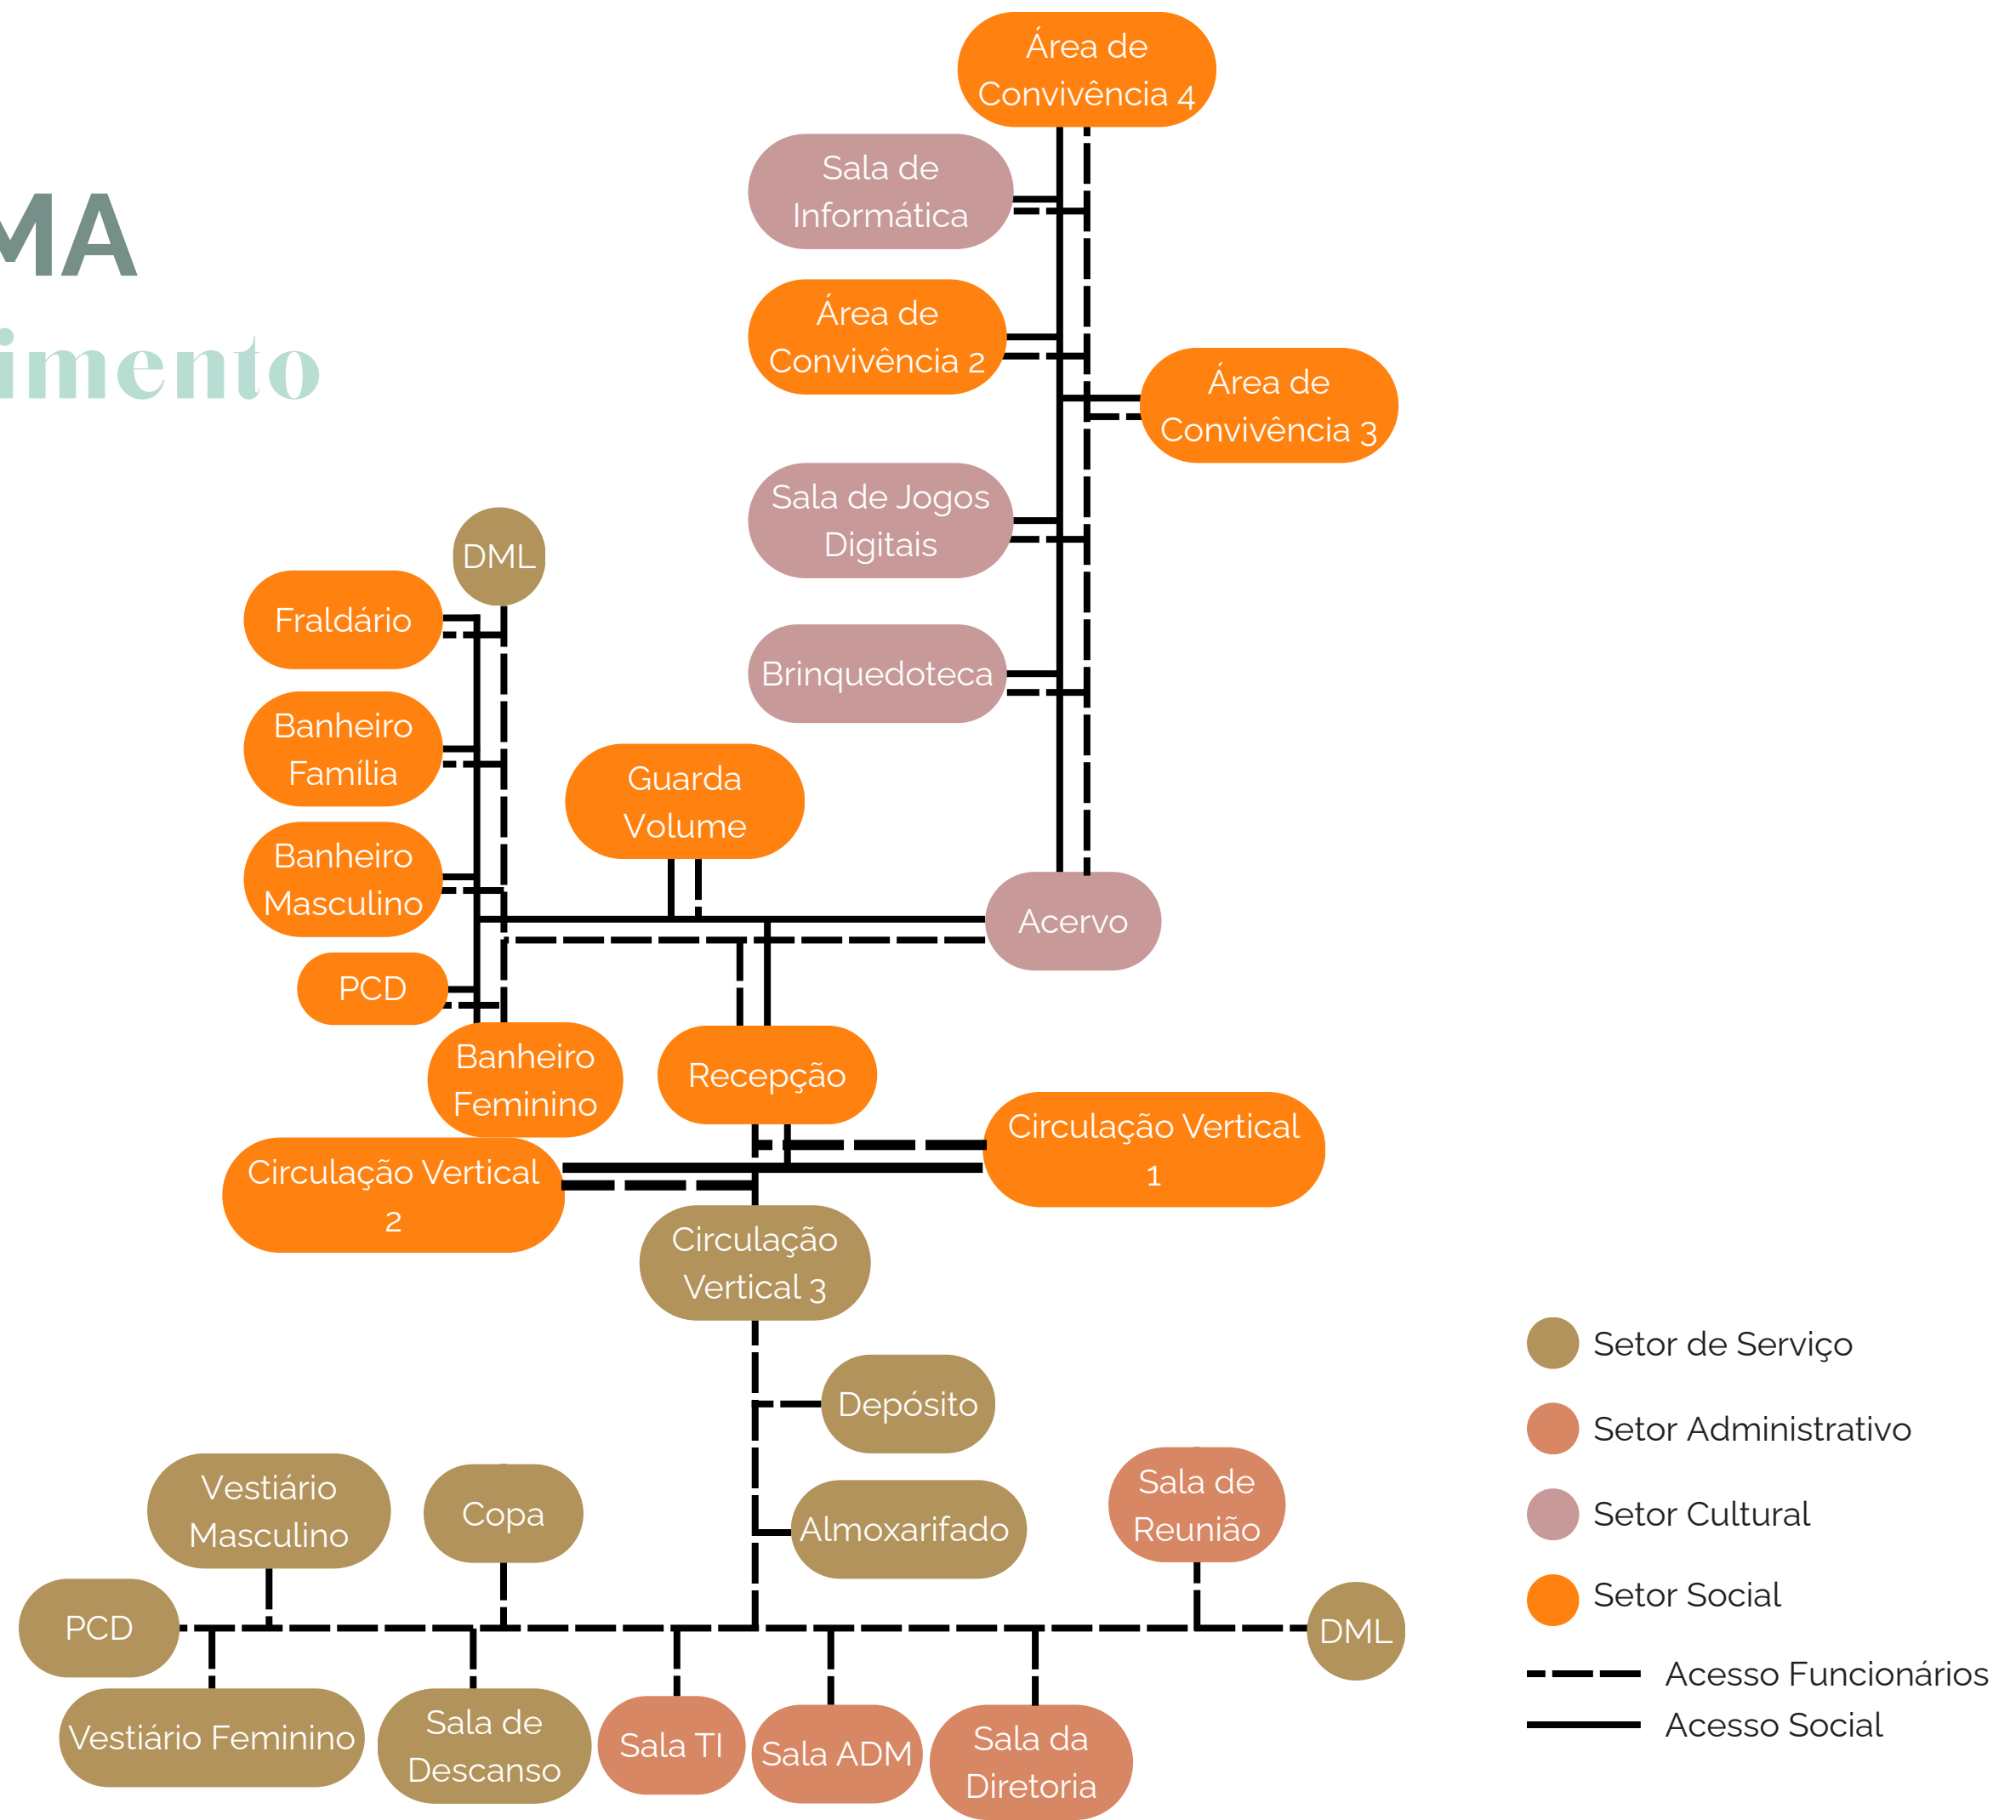 Área de
Convivência 4
Sala de
Informática
MA
imento
Área de
Convivência 2
Área de
Convivência 3
Sala de Jogos
Digitais
DML
Fraldário
Brinquedoteca
Banheiro
Família
Guarda
Volume
Banheiro
Masculino
Acervo
PCD
Banheiro
Feminino
Recepção
Circulação Vertical
1
Circulação Vertical
2
Circulação
Vertical 3
Depósito
Vestiário
Masculino
Copa
Almoxarifado
Sala de
Reunião
PCD
DML
Vestiário Feminino
Sala de
Descanso
Sala TI
Sala ADM
Sala da
Diretoria
Setor de Serviço
Setor Administrativo
Setor Cultural
Setor Social
Acesso Funcionários
Acesso Social